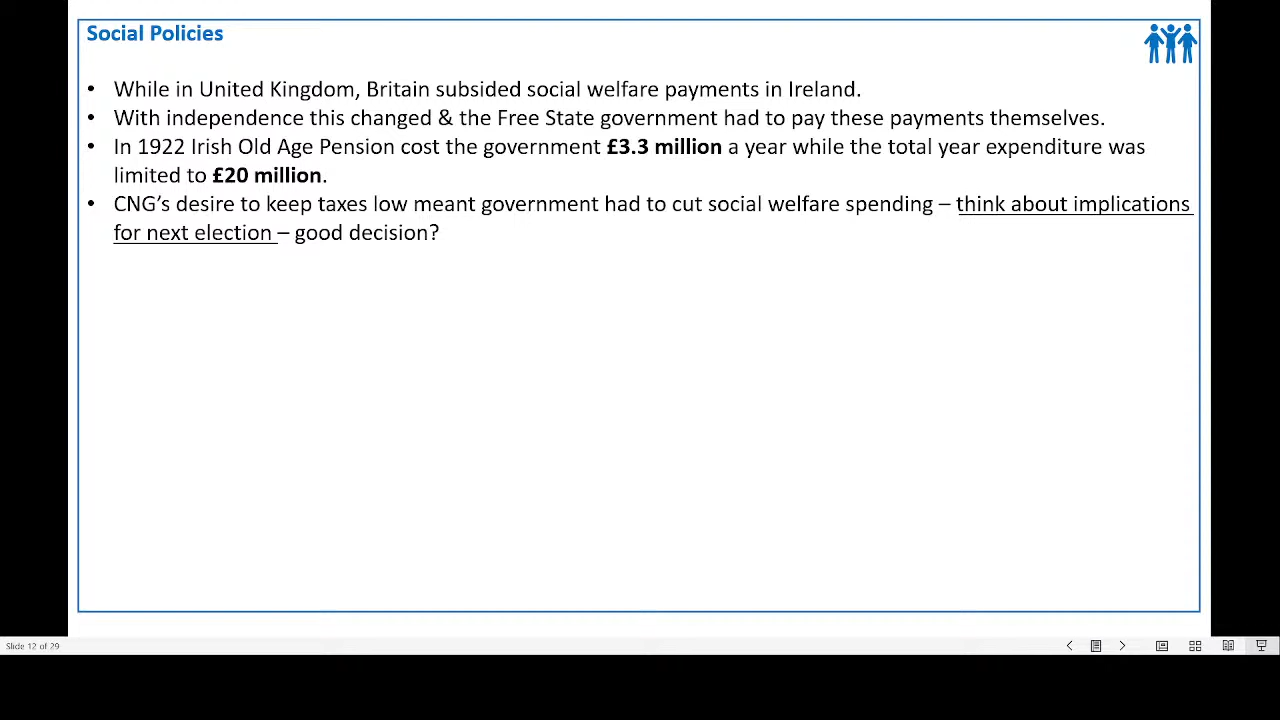 Social Policies
• While in United Kingdom, Britain subsided social welfare payments in Ireland.
• With independence this changed & the Free State government had to pay these payments themselves.
• In 1922 Irish Old Age Pension cost the government £3.3 million a year while the total year expenditure was
limited to £20 million.
• CNG’s desire to keep taxes low meant government had to cut social welfare spending – think about implications
for next election – good decision?
Slide 12 of 29